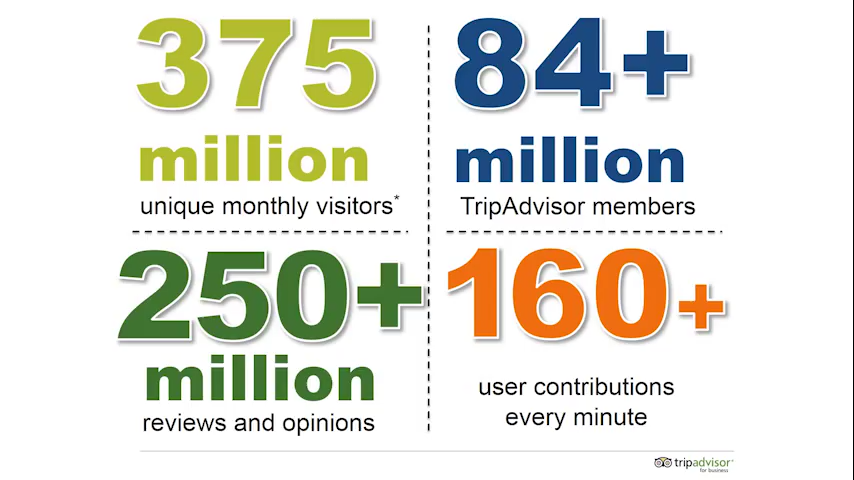 375
million
unique monthly visitors*
84+
million
TripAdvisor members
250+
million
reviews and opinions
160+
user contributions
every minute
tripadvisor™
for business